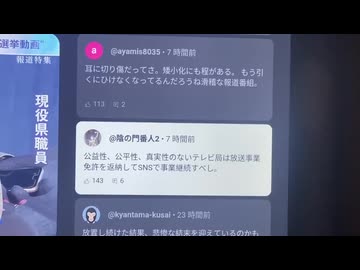 選挙動画"
報道特集
現役県職員
@ayamis8035・7 時間前
耳に切り傷だってさ。矮小化にも程がある。 もう引
くにひけなくなってるんだろうね滑稽な報道番組。
113 2
@陰の門番人2・7 時間前
公益性、公平性、真実性のないテレビ局は放送事業
免許を返納してSNSで事業継続すべし。
143 6
@kyantama-kusai・23 時間前
放置し続けた結果、悲惨な結末を迎えているのかも